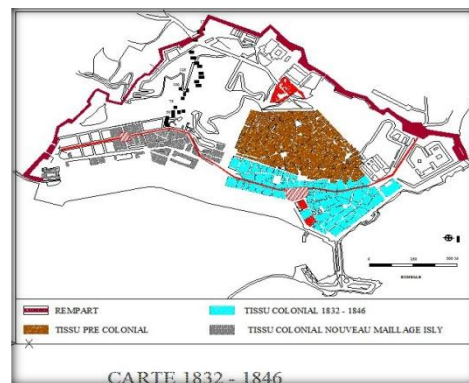 REMPART
TISSU COLONIAL 1832 - 1846
TISSU PRE COLONIAL
TISSU COLONIAL NOUVEAU MAILLAGE ISLY
CARTE 1832 - 1846